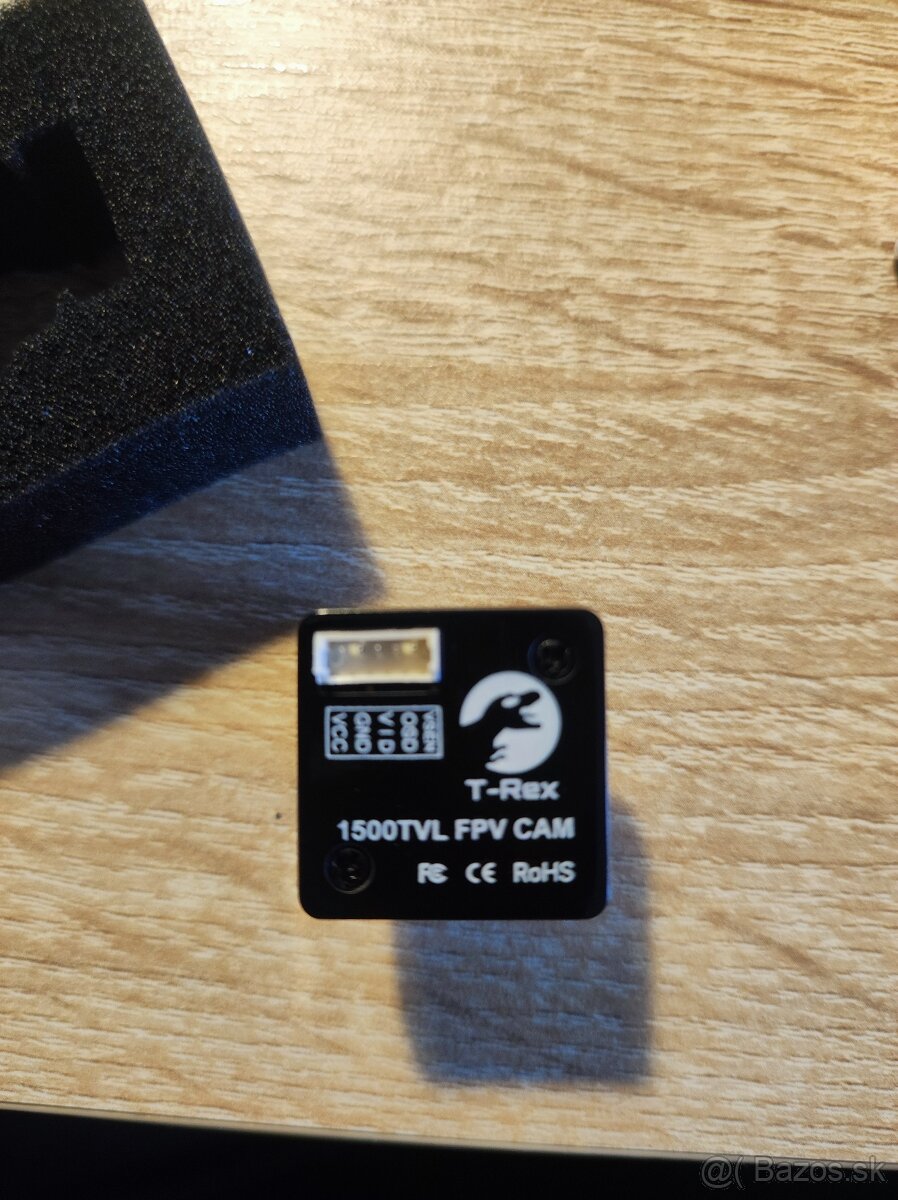 VCC
GND
VID
OSD
VSEN
T-Rex
1500TVL FPV CAM
FC CE RoHS
@( Bazos.sk